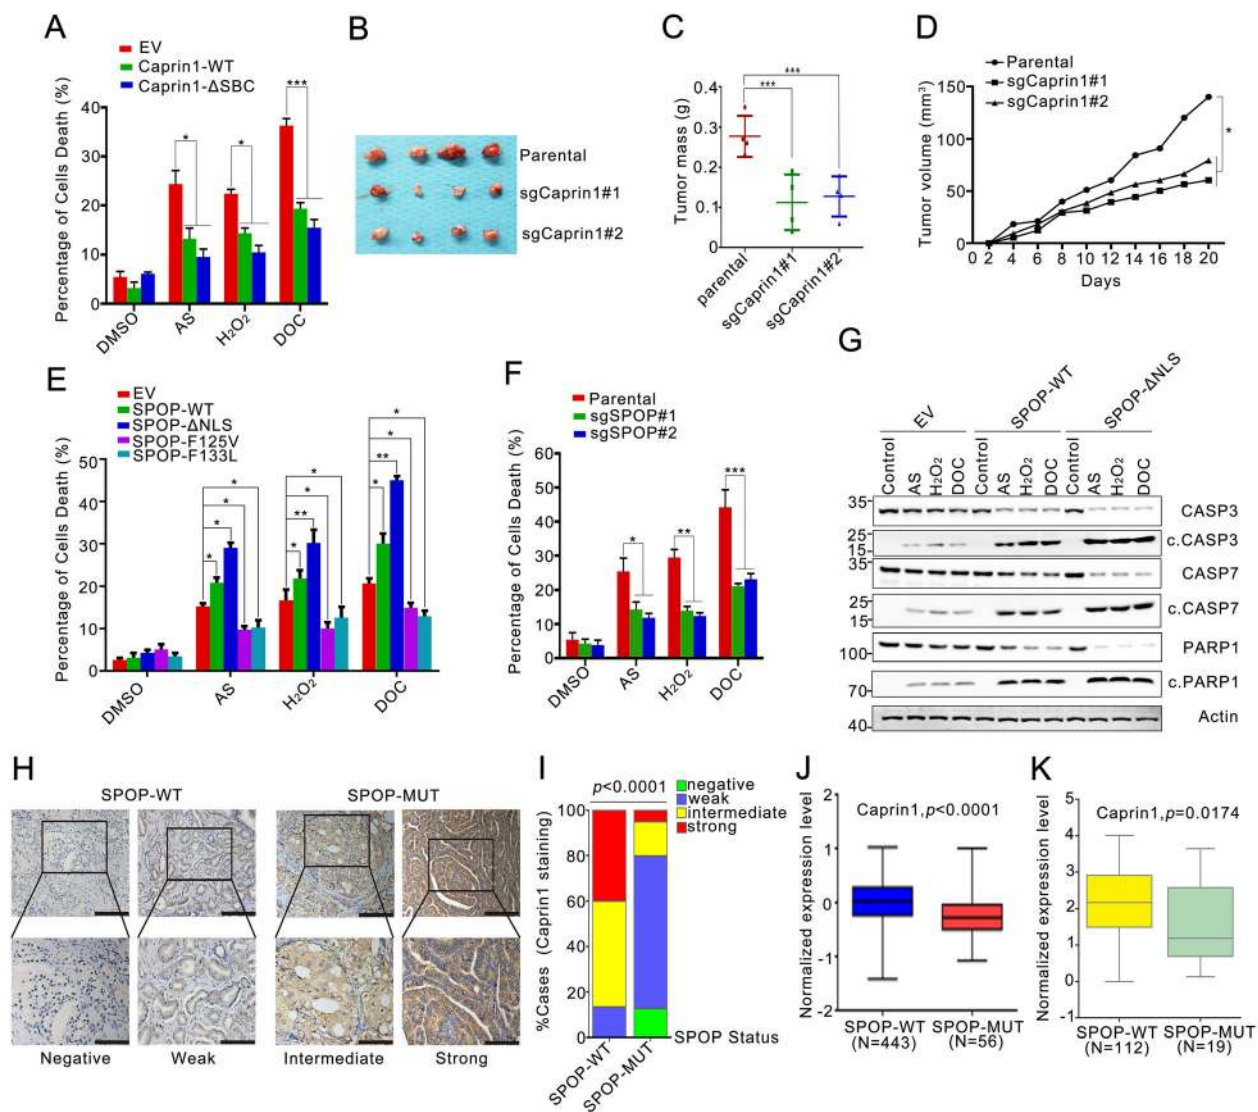 A
EV
Caprin1-WT
Caprin1-ΔSBC
Percentage of Cells Death (%)
40
30
20
10
0
***
*
*
DMSO
AS
H₂O₂
DOC
B
Parental
sgCaprin1#1
sgCaprin1#2
C
Tumor mass (g)
0.4
0.3
0.2
0.1
0
***
***
parental
sgCaprin1#1
sgCaprin1#2
D
Parental
sgCaprin1#1
sgCaprin1#2
Tumor volume (mm³)
150
100
50
0
*
0 2 4 6 8 10 12 14 16 18 20
Days
E
EV
SPOP-WT
SPOP-ΔNLS
SPOP-F125V
SPOP-F133L
Percentage of Cells Death (%)
50
40
30
20
10
0
*
*
*
*
*
*
**
*
*
*
**
*
DMSO
AS
H₂O₂
DOC
F
Parental
sgSPOP#1
sgSPOP#2
Percentage of Cells Death (%)
60
50
40
30
20
10
0
*
**
***
DMSO
AS
H₂O₂
DOC
G
EV
SPOP-WT
SPOP-ΔNLS
Control AS H₂O₂ DOC Control AS H₂O₂ DOC Control AS H₂O₂ DOC
35 CASP3
25
15 c.CASP3
35 CASP7
25
15 c.CASP7
100 PARP1
70 c.PARP1
40 Actin
H
SPOP-WT SPOP-MUT
Negative Weak Intermediate Strong
I
p<0.0001
negative
weak
intermediate
strong
%Cases (Caprin1 staining)
100
80
60
40
20
0
SPOP Status
SPOP-WT
SPOP-MUT
J
Normalized expression level
Caprin1,p<0.0001
2
1
0
-1
-2
SPOP-WT SPOP-MUT
(N=443) (N=56)
K
Normalized expression level
Caprin1,p=0.0174
5
4
3
2
1
0
-1
SPOP-WT SPOP-MUT
(N=112) (N=19)